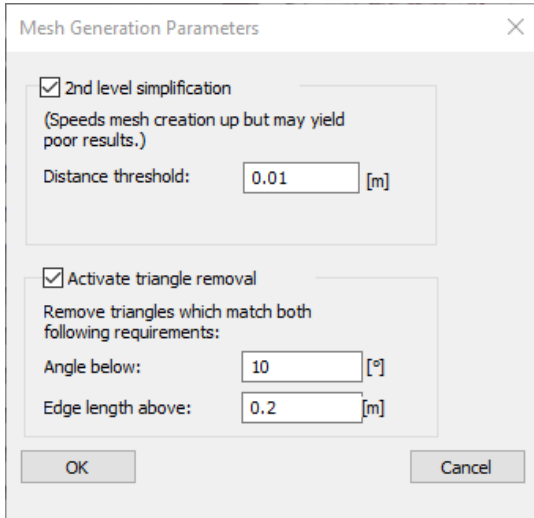 Mesh Generation Parameters
2nd level simplification
(Speeds mesh creation up but may yield
poor results.)
Distance threshold: 0.01 [m]
Activate triangle removal
Remove triangles which match both
following requirements:
Angle below: 10 [º]
Edge length above: 0.2 [m]
OK Cancel